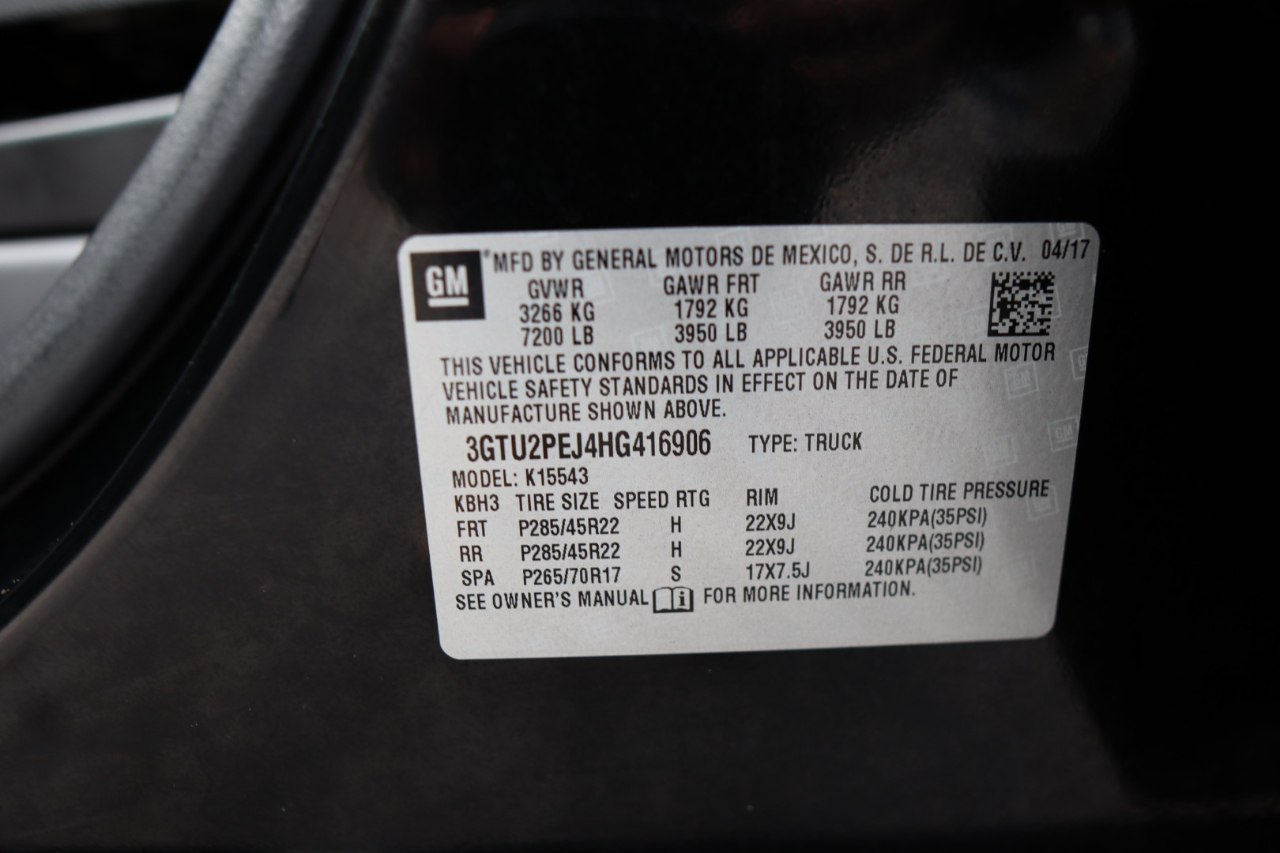 GM
®MFD BY GENERAL MOTORS DE MEXICO, S. DE R.L. DE C.V. 04/17
GVWR GAWR FRT GAWR RR
3266 KG 1792 KG 1792 KG
7200 LB 3950 LB 3950 LB
THIS VEHICLE CONFORMS TO ALL APPLICABLE U.S. FEDERAL MOTOR
VEHICLE SAFETY STANDARDS IN EFFECT ON THE DATE OF
MANUFACTURE SHOWN ABOVE.
3GTU2PEJ4HG416906 TYPE: TRUCK
MODEL: K15543
KBH3 TIRE SIZE SPEED RTG RIM COLD TIRE PRESSURE
FRT P285/45R22 H 22X9J 240KPA(35PSI)
RR P285/45R22 H 22X9J 240KPA(35PSI)
SPA P265/70R17 S 17X7.5J 240KPA(35PSI)
SEE OWNER'S MANUAL i FOR MORE INFORMATION.